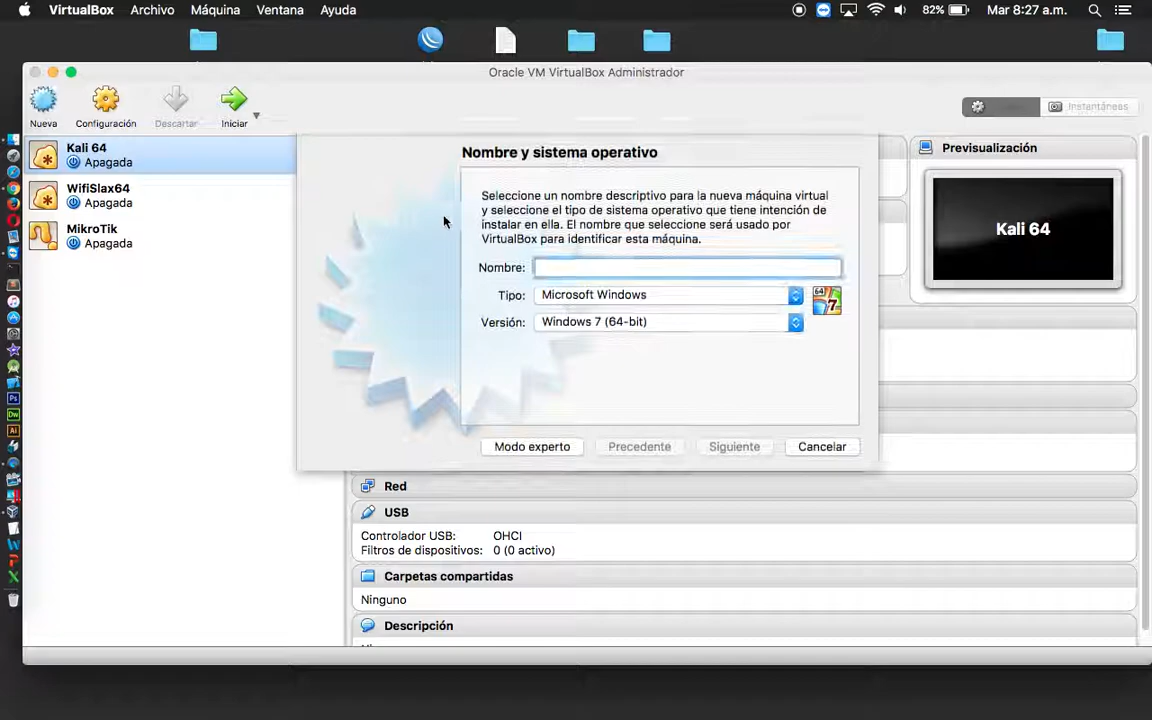 VirtualBox Archivo Máquina Ventana Ayuda 82% Mar 8:27 a.m.
Oracle VM VirtualBox Administrador
Nueva Configuración Descartar Iniciar Instantáneas
Kali 64
Apagada
WifiSlax64
Apagada
MikroTik
Apagada
Nombre y sistema operativo
Seleccione un nombre descriptivo para la nueva máquina virtual
y seleccione el tipo de sistema operativo que tiene intención de
instalar en ella. El nombre que seleccione será usado por
VirtualBox para identificar esta máquina.
Nombre:
Tipo: Microsoft Windows
Versión: Windows 7 (64-bit)
Modo experto Precedente Siguiente Cancelar
Previsualización
Kali 64
Red
USB
Controlador USB: OHCI
Filtros de dispositivos: 0 (0 activo)
Carpetas compartidas
Ninguno
Descripción